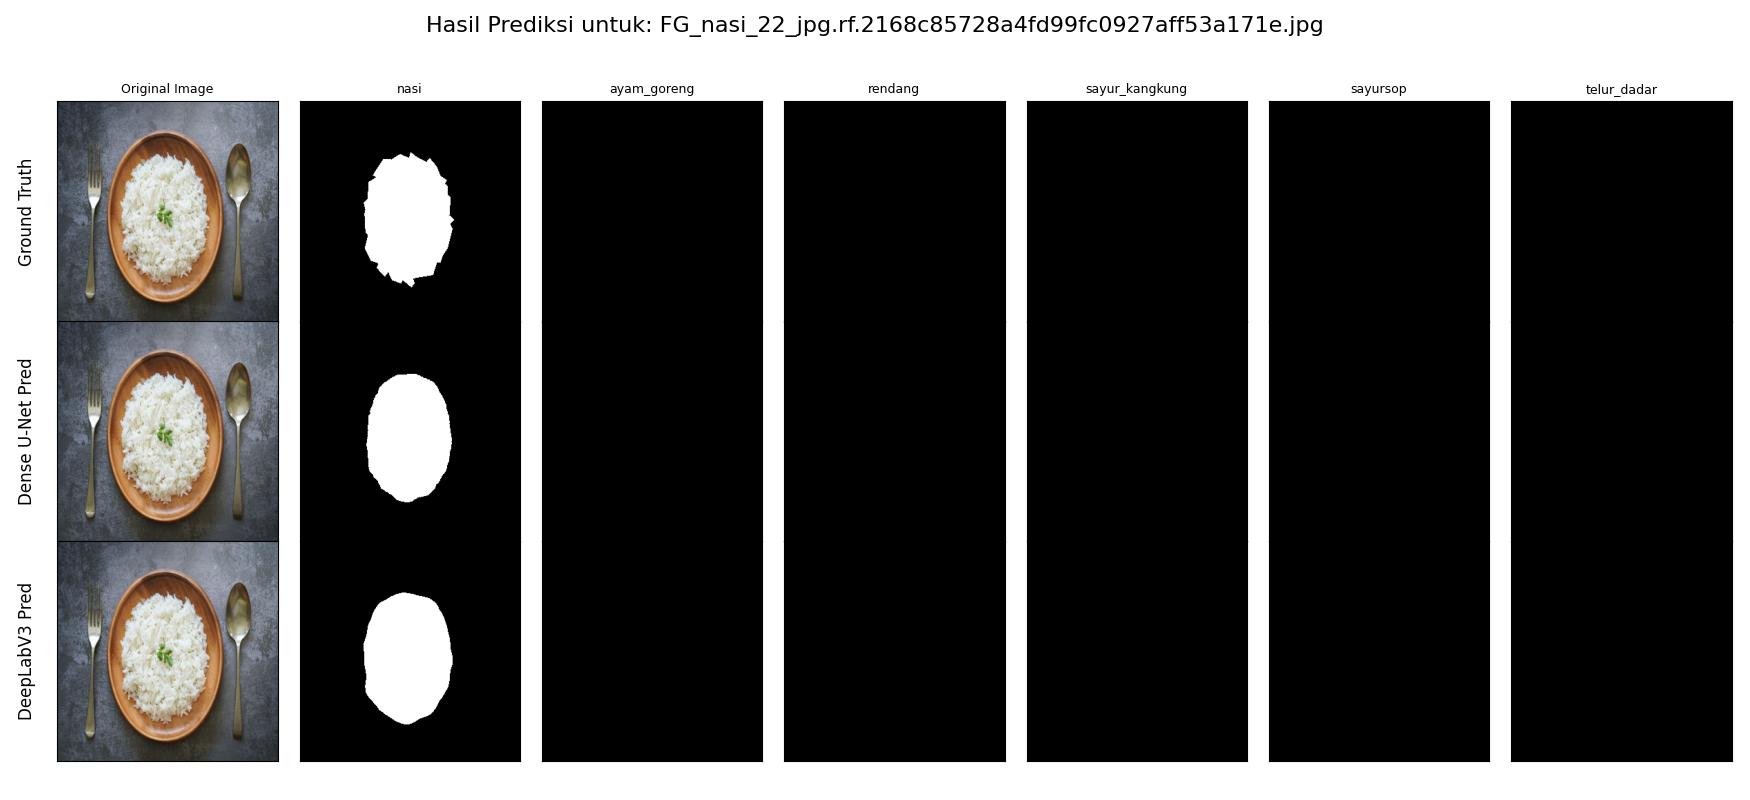 Hasil Prediksi untuk: FG_nasi_22_jpg.rf.2168c85728a4fd99fc0927aff53a171e.jpg
Original Image
nasi
ayam_goreng
rendang
sayur_kangkung
sayursop
telur_dadar
Ground Truth
Dense U-Net Pred
DeepLabV3 Pred